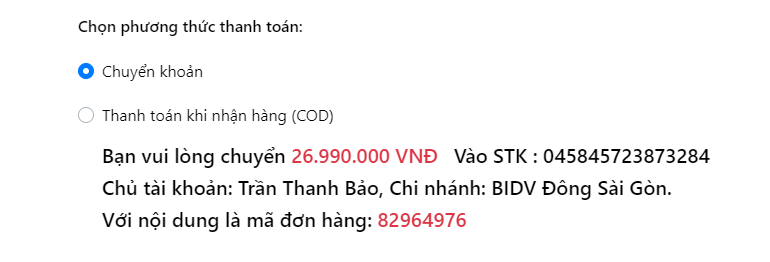 Chọn phương thức thanh toán:
Chuyển khoản
Thanh toán khi nhận hàng (COD)
Bạn vui lòng chuyển 26.990.000 VNĐ Vào STK : 045845723873284
Chủ tài khoản: Trần Thanh Bảo, Chi nhánh: BIDV Đông Sài Gòn.
Với nội dung là mã đơn hàng: 82964976